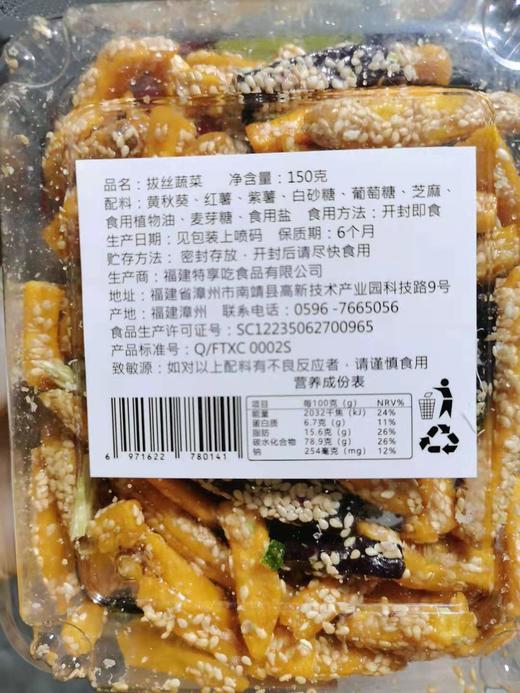 品名：拔丝蔬菜 净含量：150克
配料：黄秋葵、红薯、紫薯、白砂糖、葡萄糖、芝麻、
食用植物油、麦芽糖、食用盐 食用方法：开封即食
生产日期：见包装上喷码 保质期：6个月
贮存方法： 密封存放，开封后请尽快食用
生产商：福建特享吃食品有限公司
地址：福建省漳州市南靖县高新技术产业园科技路9号
产地：福建漳州 联系电话：0596 -7665056
食品生产许可证号：SC12235062700965
产品标准号：Q/FTXC 0002S
致敏源：如对以上配料有不良反应者，请谨慎食用
营养成份表
项目 每100克(g) NRV%
能量 2032千焦(kJ) 24%
蛋白质 6.7克(g) 11%
脂肪 15.6克(g) 26%
碳水化合物 78.9克(g) 26%
钠 254毫克(mg) 12%
6 971622 780141